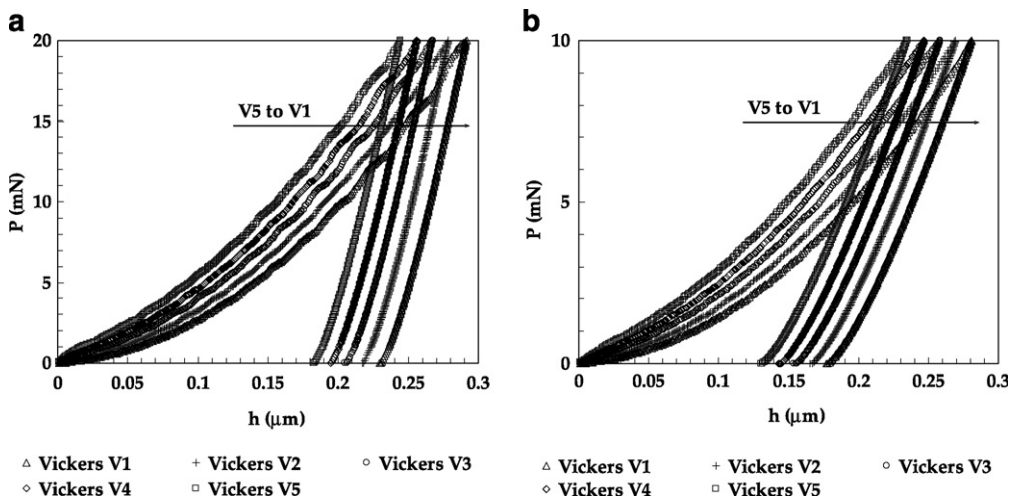 a
20
15
10
5
0
P (mN)
V5 to V1
0 0.05 0.1 0.15 0.2 0.25 0.3
h (μm)
△ Vickers V1 + Vickers V2 ○ Vickers V3
◇ Vickers V4 □ Vickers V5
b
10
5
0
P (mN)
V5 to V1
0 0.05 0.1 0.15 0.2 0.25 0.3
h (μm)
△ Vickers V1 + Vickers V2 ○ Vickers V3
◇ Vickers V4 □ Vickers V5